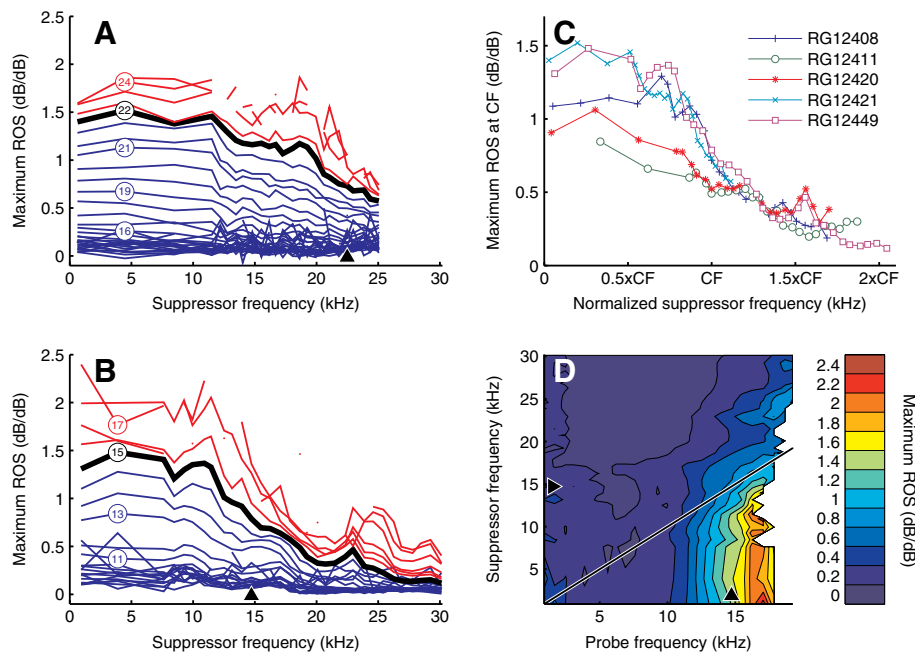 A
2.5
2
1.5
1
0.5
0
Maximum ROS (dB/dB)
24
22
21
19
16
0 5 10 15 20 25 30
Suppressor frequency (kHz)
C
1.5
1
0.5
0
Maximum ROS at CF (dB/dB)
RG12408
RG12411
RG12420
RG12421
RG12449
0 0.5xCF CF 1.5xCF 2xCF
Normalized suppressor frequency (kHz)
B
2.5
2
1.5
1
0.5
0
Maximum ROS (dB/dB)
17
15
13
11
0 5 10 15 20 25 30
Suppressor frequency (kHz)
D
30
25
20
15
10
5
Suppressor frequency (kHz)
5 10 15
Probe frequency (kHz)
2.4
2.2
2
1.8
1.6
1.4
1.2
1
0.8
0.6
0.4
0.2
0
Maximum ROS (dB/dB)